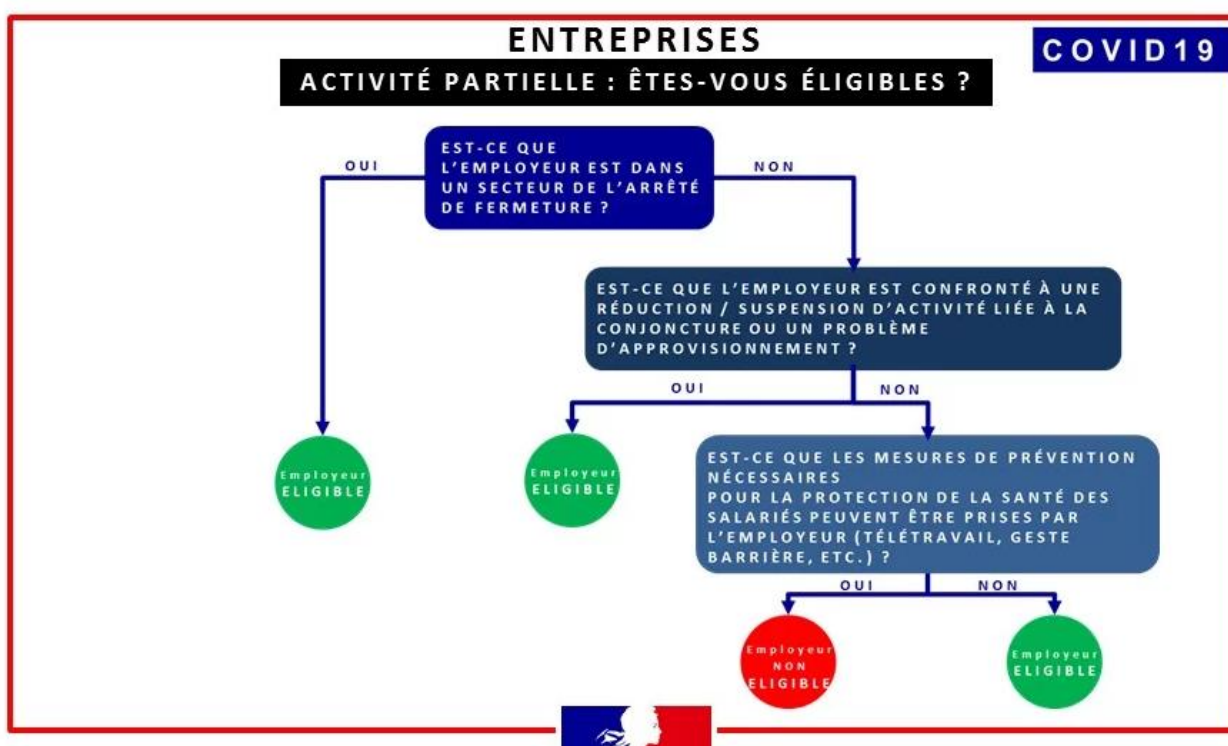 ENTREPRISES
COVID19
ACTIVITÉ PARTIELLE : ÊTES-VOUS ÉLIGIBLES ?
EST-CE QUE
L'EMPLOYEUR EST DANS
UN SECTEUR DE L'ARRÊTÉ
DE FERMETURE ?
OUI
NON
EST-CE QUE L'EMPLOYEUR EST CONFRONTÉ À UNE
RÉDUCTION / SUSPENSION D'ACTIVITÉ LIÉE À LA
CONJONCTURE OU UN PROBLÈME
D'APPROVISIONNEMENT ?
OUI
NON
Employeur
ELIGIBLE
Employeur
ELIGIBLE
EST-CE QUE LES MESURES DE PRÉVENTION
NÉCESSAIRES
POUR LA PROTECTION DE LA SANTÉ DES
SALARIÉS PEUVENT ÊTRE PRISES PAR
L'EMPLOYEUR (TÉLÉTRAVAIL, GESTE
BARRIÈRE, ETC.) ?
OUI
NON
Employeur
NON
ELIGIBLE
Employeur
ELIGIBLE